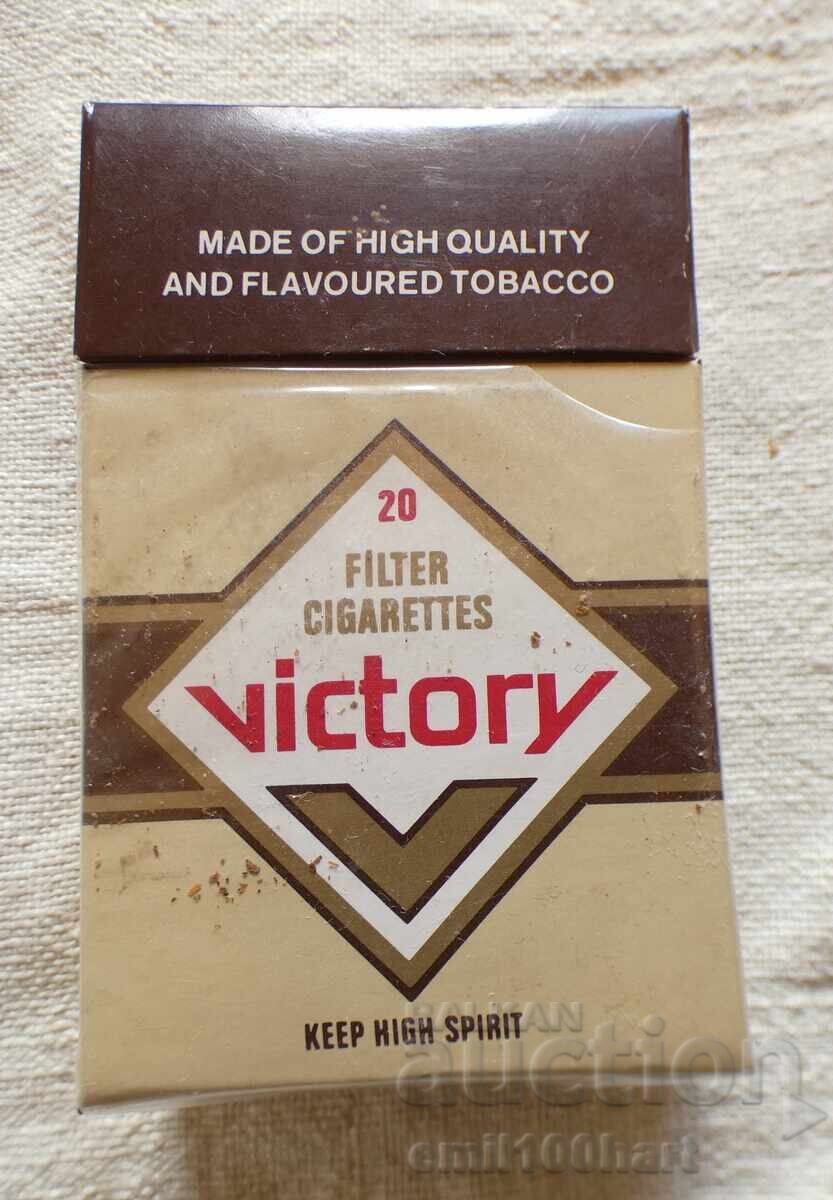 MADE OF HIGH QUALITY
AND FLAVOURED TOBACCO
20
FILTER
CIGARETTES
victory
KEEP HIGH SPIRIT
BALKAN
auction
emil100hart